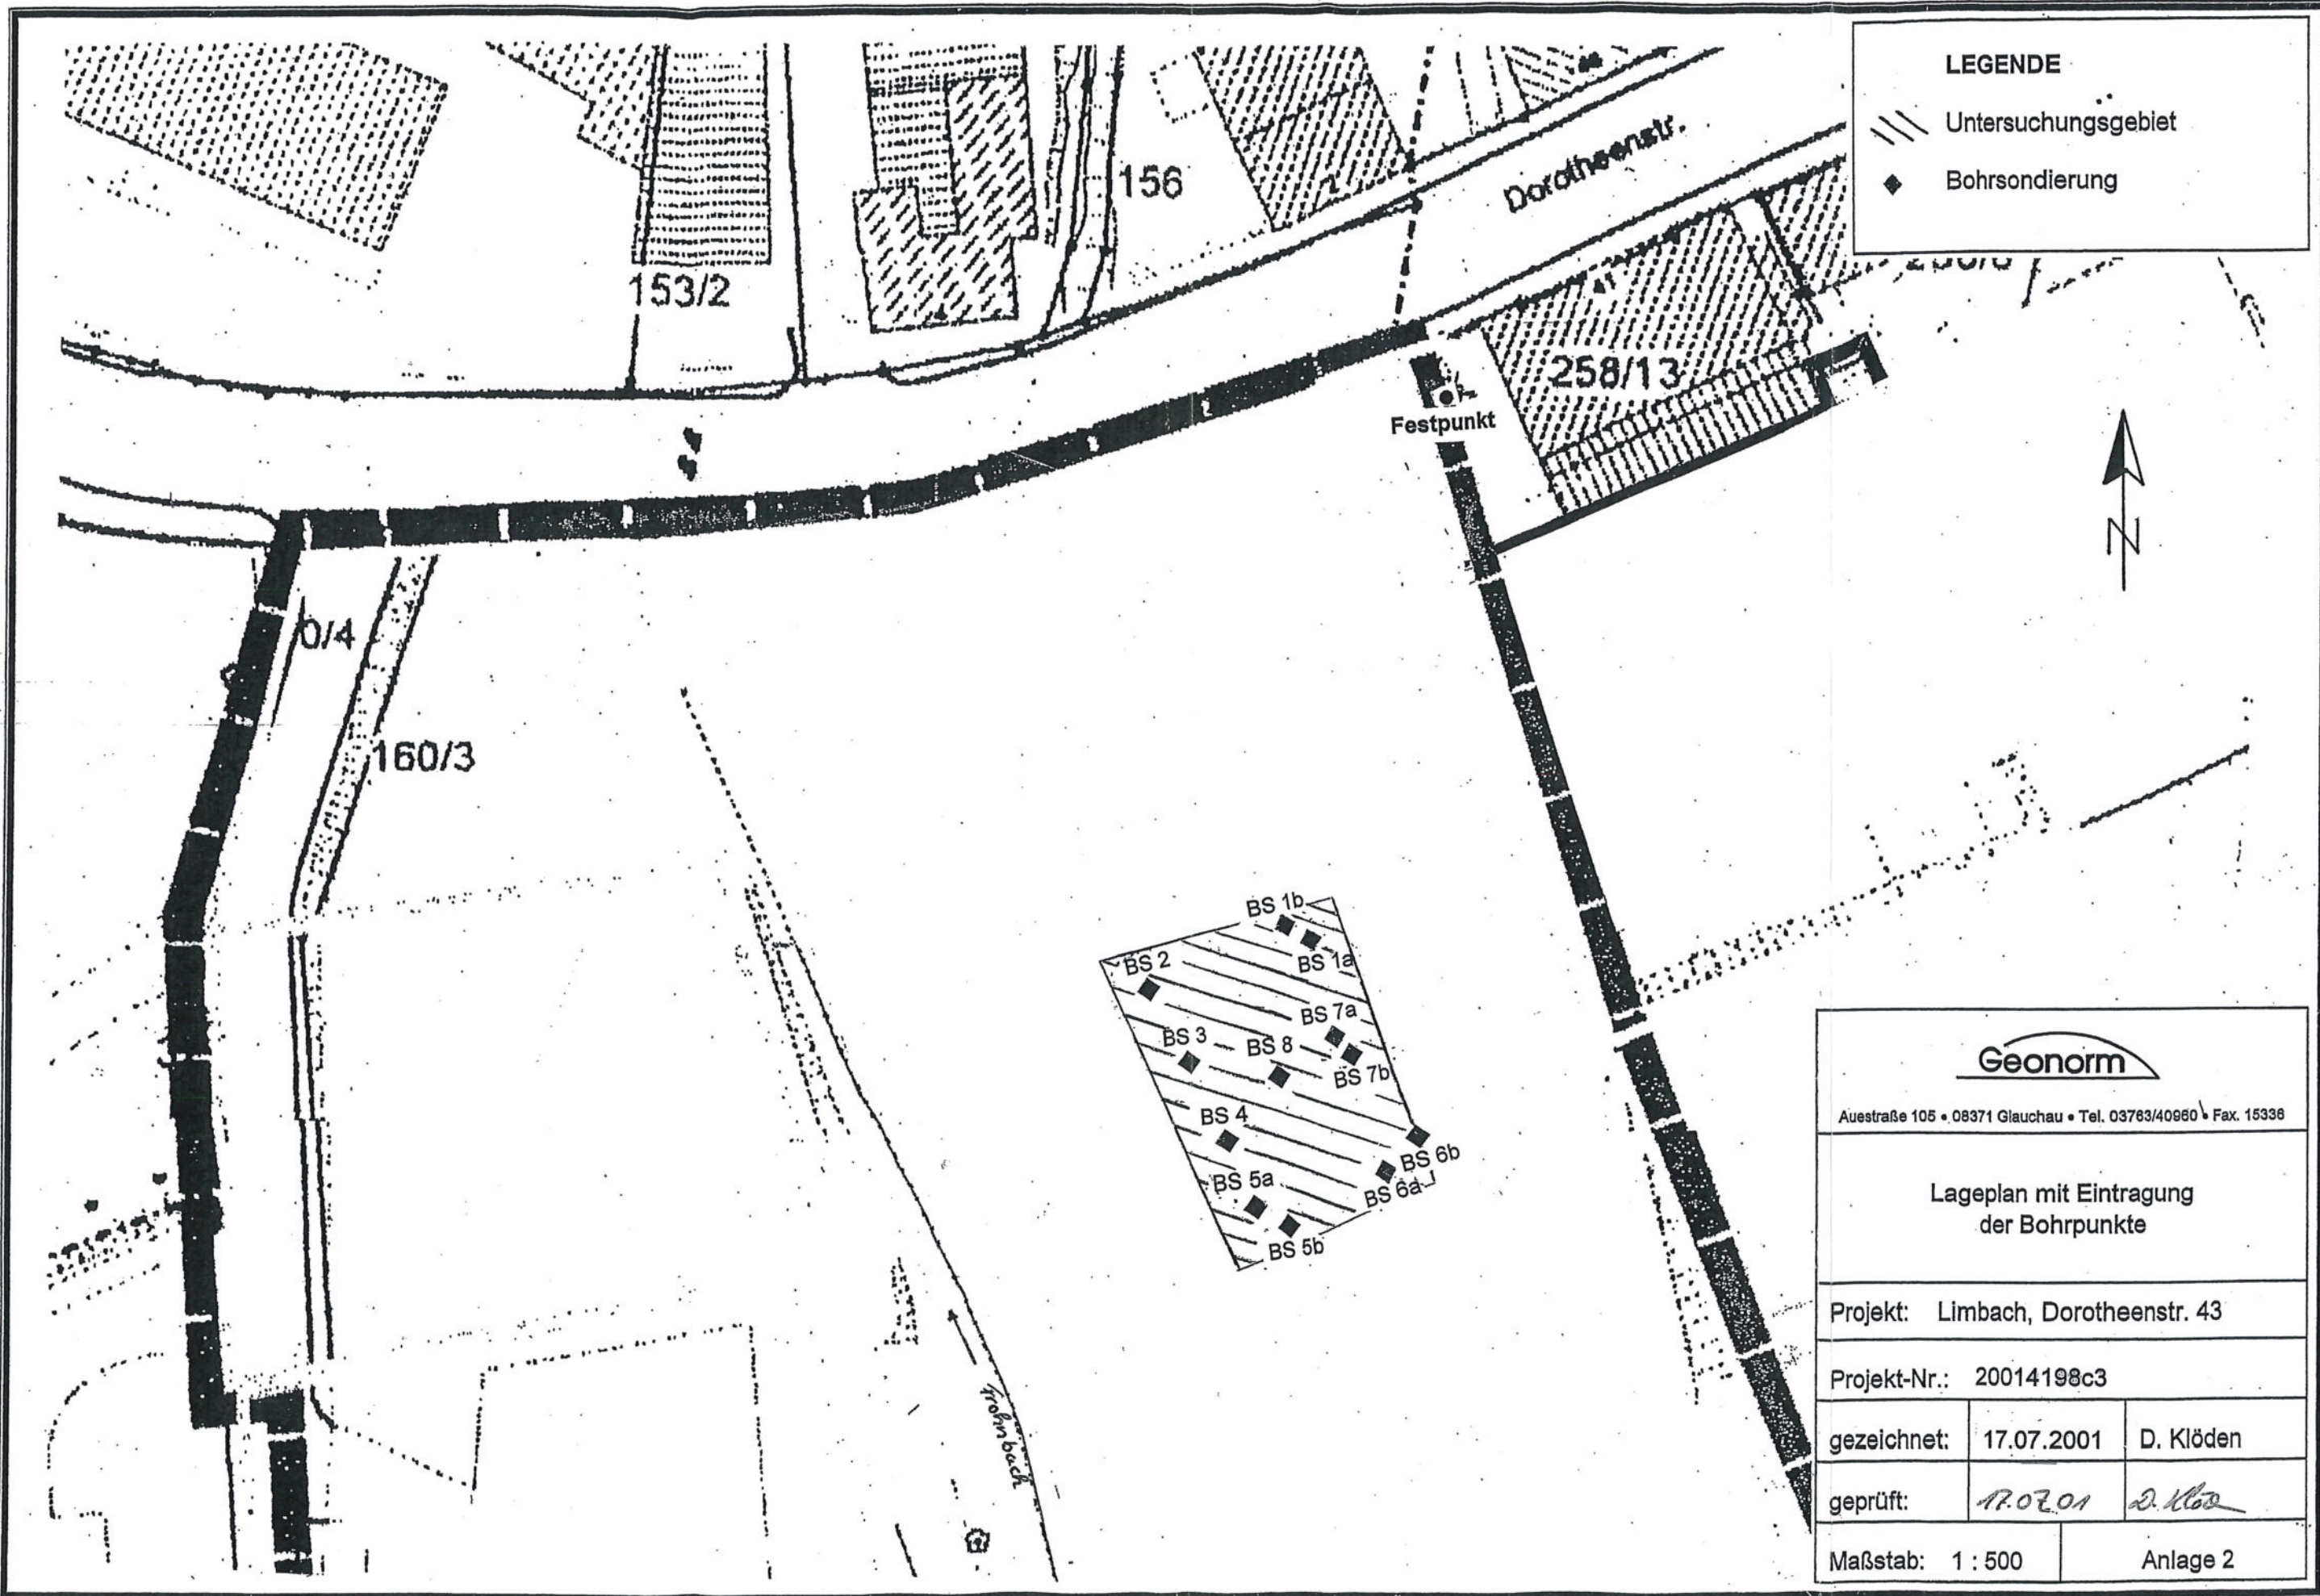 LEGENDE
Untersuchungsgebiet
Bohrsondierung
156
Dorotheenstr.
153/2
41
258/13
Festpunkt
N
0/4
160/3
BS 1b
BS 1a
BS 2
BS 7a
BS 3
BS 8
BS 7b
BS 4
BS 6b
BS 5a
BS 6a
BS 5b
Frohnbach
Geonorm
Auestraße 105 • 08371 Glauchau • Tel. 03763/40960 • Fax. 15336
Lageplan mit Eintragung
der Bohrpunkte
Projekt: Limbach, Dorotheenstr. 43
Projekt-Nr.: 20014198c3
gezeichnet: 17.07.2001 D. Klöden
geprüft: 17.07.01
Maßstab: 1 : 500 Anlage 2